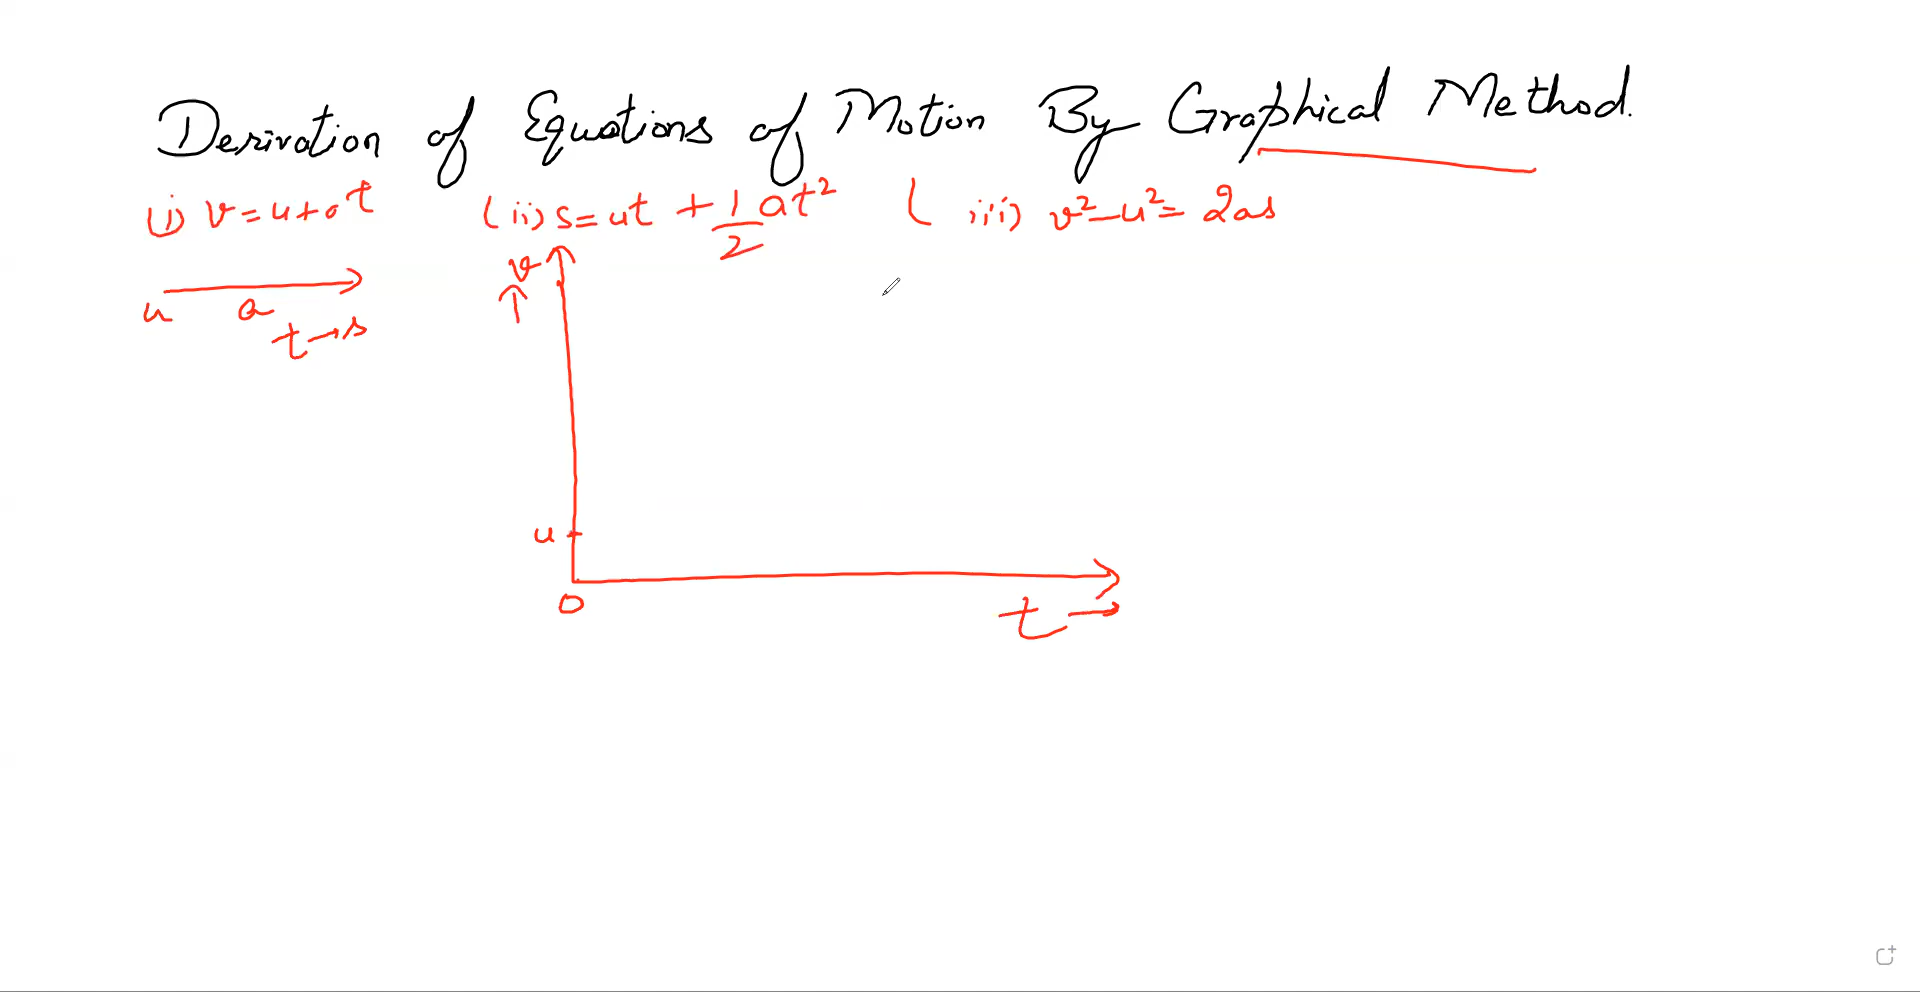 Derivation of Equations of Motion By Graphical Method.
(i) v=u+at (ii) s=ut + 1/2 at² (iii) v²-u²= 2as
v
u a
t→s
u
0
t →